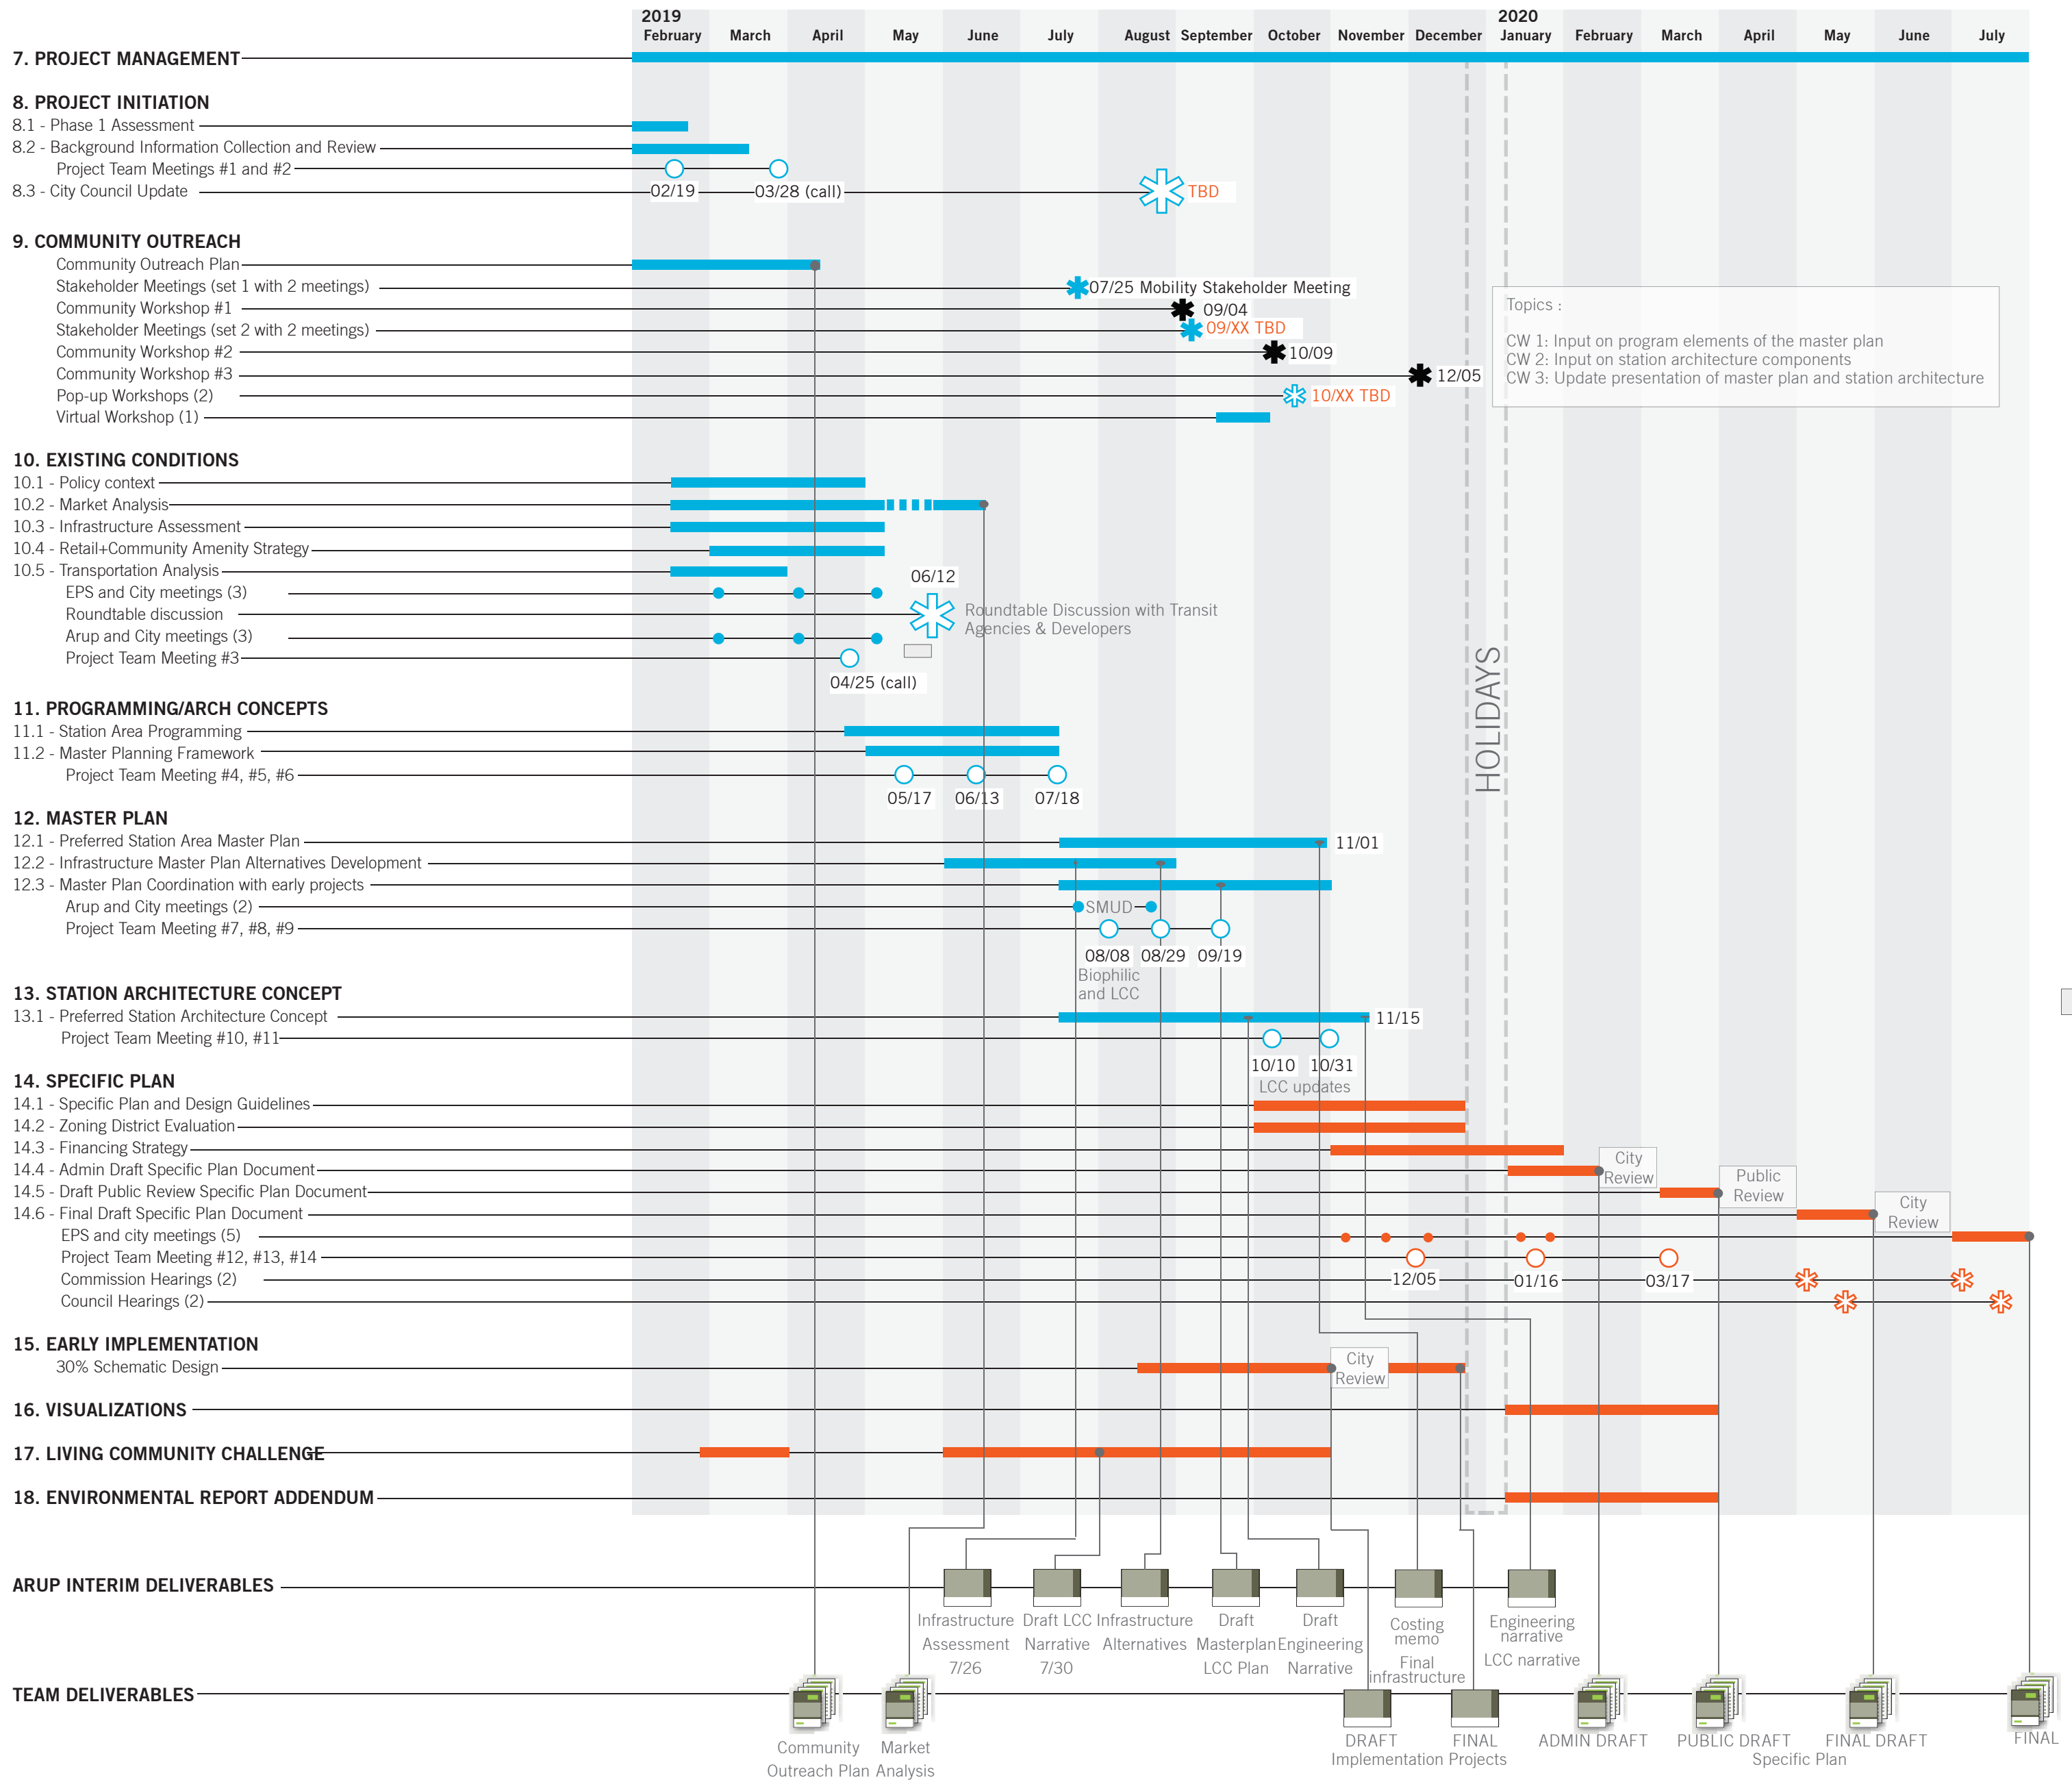 2019 2020
February March April May June July August September October November December January February March April May June July
7. PROJECT MANAGEMENT
8. PROJECT INITIATION
8.1 - Phase 1 Assessment
8.2 - Background Information Collection and Review
Project Team Meetings #1 and #2
8.3 - City Council Update 02/19 03/28 (call) TBD
9. COMMUNITY OUTREACH
Community Outreach Plan
Stakeholder Meetings (set 1 with 2 meetings) 07/25 Mobility Stakeholder Meeting
Community Workshop #1 09/04
Stakeholder Meetings (set 2 with 2 meetings) 09/XX TBD
Community Workshop #2 10/09
Community Workshop #3 12/05
Pop-up Workshops (2) 10/XX TBD
Virtual Workshop (1)
Topics :
CW 1: Input on program elements of the master plan
CW 2: Input on station architecture components
CW 3: Update presentation of master plan and station architecture
10. EXISTING CONDITIONS
10.1 - Policy context
10.2 - Market Analysis
10.3 - Infrastructure Assessment
10.4 - Retail+Community Amenity Strategy
10.5 - Transportation Analysis
06/12
EPS and City meetings (3)
Roundtable discussion
Roundtable Discussion with Transit
Agencies & Developers
Arup and City meetings (3)
Project Team Meeting #3
04/25 (call)
HOLIDAYS
11. PROGRAMMING/ARCH CONCEPTS
11.1 - Station Area Programming
11.2 - Master Planning Framework
Project Team Meeting #4, #5, #6
05/17 06/13 07/18
12. MASTER PLAN
12.1 - Preferred Station Area Master Plan 11/01
12.2 - Infrastructure Master Plan Alternatives Development
12.3 - Master Plan Coordination with early projects
Arup and City meetings (2) SMUD
Project Team Meeting #7, #8, #9
08/08 08/29 09/19
Biophilic
and LCC
13. STATION ARCHITECTURE CONCEPT
13.1 - Preferred Station Architecture Concept 11/15
Project Team Meeting #10, #11
10/10 10/31
LCC updates
14. SPECIFIC PLAN
14.1 - Specific Plan and Design Guidelines
14.2 - Zoning District Evaluation
14.3 - Financing Strategy
14.4 - Admin Draft Specific Plan Document
City
Review
14.5 - Draft Public Review Specific Plan Document
Public
Review
14.6 - Final Draft Specific Plan Document
City
Review
EPS and city meetings (5)
Project Team Meeting #12, #13, #14
Commission Hearings (2) 12/05 01/16 03/17
Council Hearings (2)
15. EARLY IMPLEMENTATION
30% Schematic Design
City
Review
16. VISUALIZATIONS
17. LIVING COMMUNITY CHALLENGE
18. ENVIRONMENTAL REPORT ADDENDUM
ARUP INTERIM DELIVERABLES
Infrastructure
Assessment
7/26
Draft LCC
Narrative
7/30
Infrastructure
Alternatives
Draft
Masterplan
LCC Plan
Draft
Engineering
Narrative
Costing
memo
Final
infrastructure
Engineering
narrative
LCC narrative
TEAM DELIVERABLES
Community
Outreach Plan
Market
Analysis
DRAFT FINAL
Implementation Projects
ADMIN DRAFT PUBLIC DRAFT FINAL DRAFT FINAL
Specific Plan